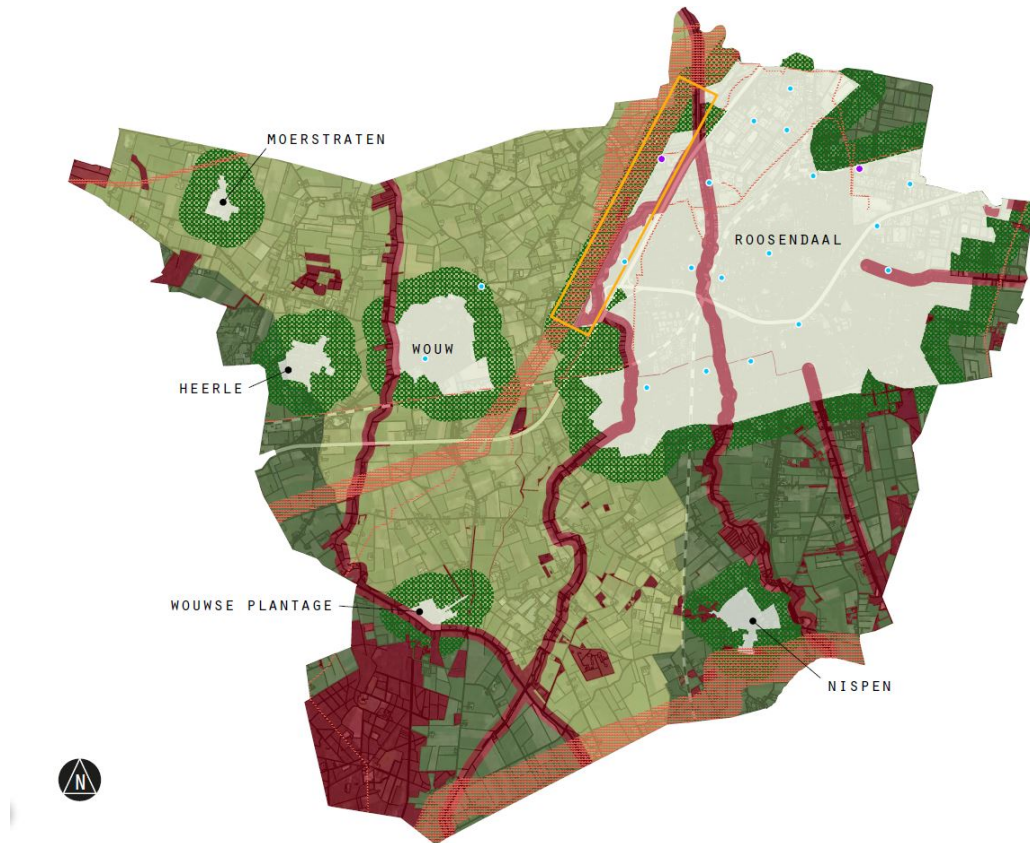 MOERSTRATEN
ROOSENDAAL
WOUW
HEERLE
WOUWSE PLANTAGE
NISPEN
N